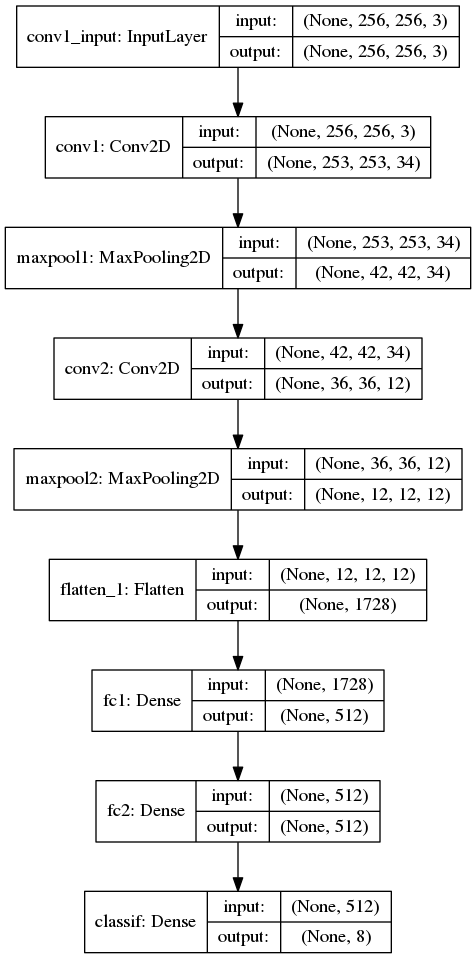 conv1_input: InputLayer
input: (None, 256, 256, 3)
output: (None, 256, 256, 3)
conv1: Conv2D
input: (None, 256, 256, 3)
output: (None, 253, 253, 34)
maxpool1: MaxPooling2D
input: (None, 253, 253, 34)
output: (None, 42, 42, 34)
conv2: Conv2D
input: (None, 42, 42, 34)
output: (None, 36, 36, 12)
maxpool2: MaxPooling2D
input: (None, 36, 36, 12)
output: (None, 12, 12, 12)
flatten_1: Flatten
input: (None, 12, 12, 12)
output: (None, 1728)
fc1: Dense
input: (None, 1728)
output: (None, 512)
fc2: Dense
input: (None, 512)
output: (None, 512)
classif: Dense
input: (None, 512)
output: (None, 8)